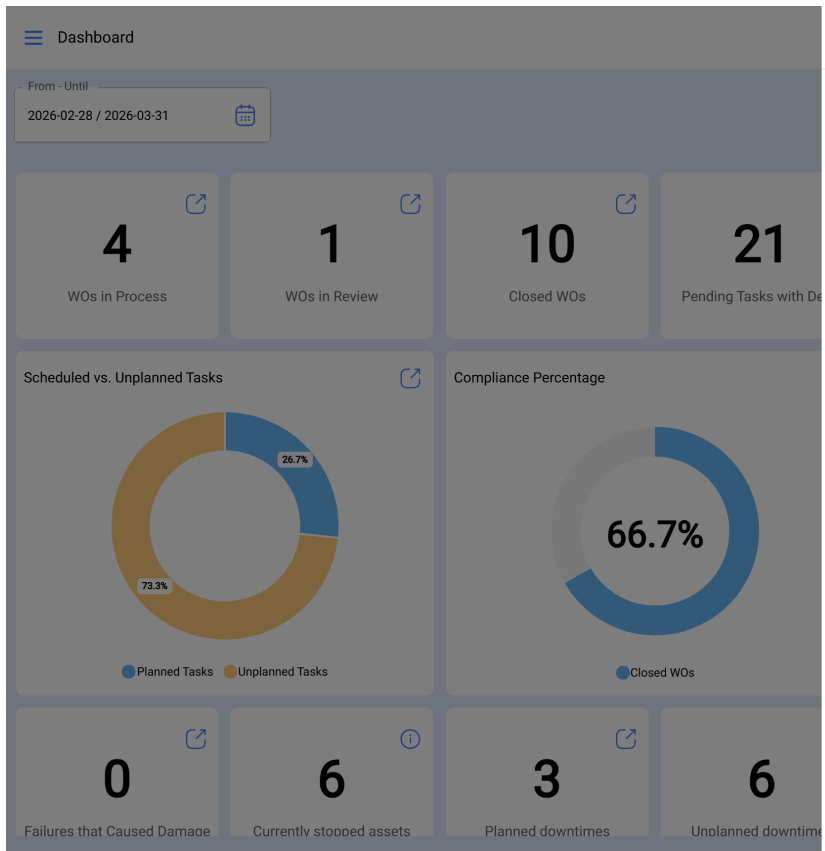 Dashboard
From - Until
2026-02-28 / 2026-03-31
4
WOs in Process
1
WOs in Review
10
Closed WOs
21
Pending Tasks with De
Scheduled vs. Unplanned Tasks
26.7%
73.3%
Planned Tasks Unplanned Tasks
Compliance Percentage
66.7%
Closed WOs
0
Failures that Caused Damage
6
Currently stopped assets
3
Planned downtimes
6
Unplanned downtime